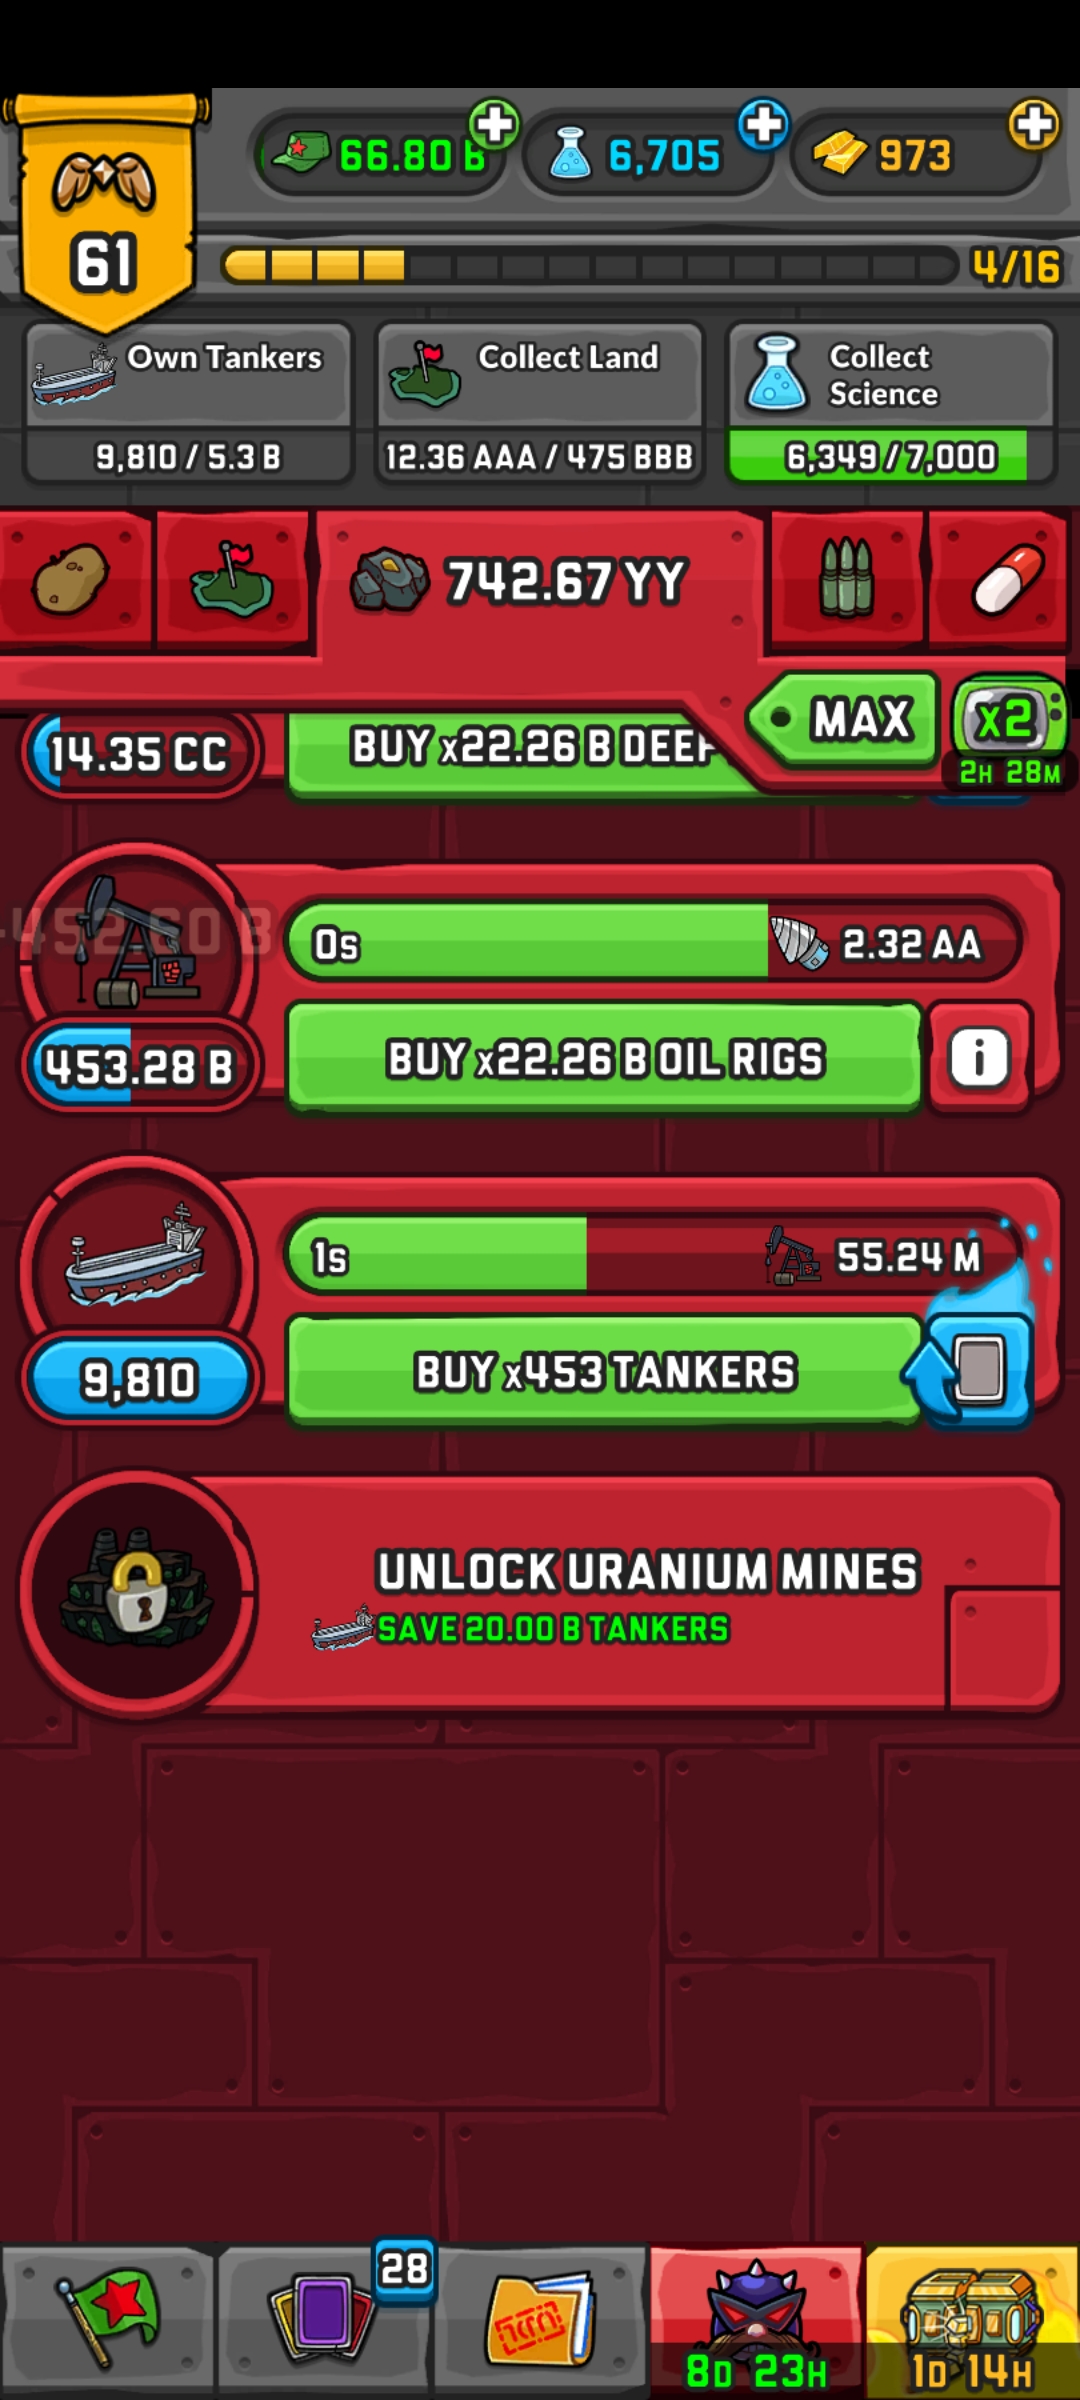 66.80 B
6,705
973
61
4/16
Own Tankers
9,810 / 5.3 B
Collect Land
12.36 AAA / 475 BBB
Collect
Science
6,349 / 7,000
742.67 YY
MAX
x2
2H 28M
14.35 CC
BUY x22.26 B DEEP
-452.60 B
0s
2.32 AA
453.28 B
BUY x22.26 B OIL RIGS
i
1s
55.24 M
9,810
BUY x453 TANKERS
UNLOCK URANIUM MINES
SAVE 20.00 B TANKERS
28
8D 23H
1D 14H